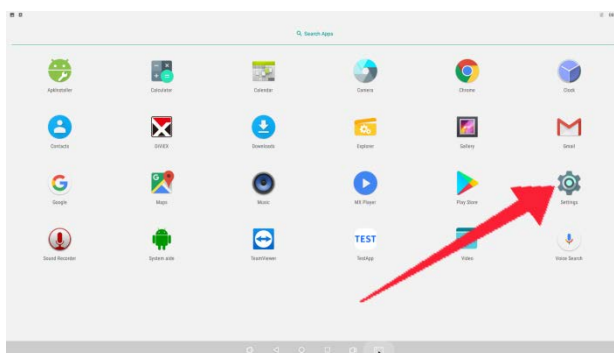 Search Apps
ApkInstaller
Calculator
Calendar
Camera
Chrome
Clock
Contacts
DIVIEX
Downloads
Explorer
Gallery
Gmail
Google
Maps
Music
MX Player
Play Store
Settings
Sound Recorder
System aide
TeamViewer
TEST
TestApp
Video
Voice Search